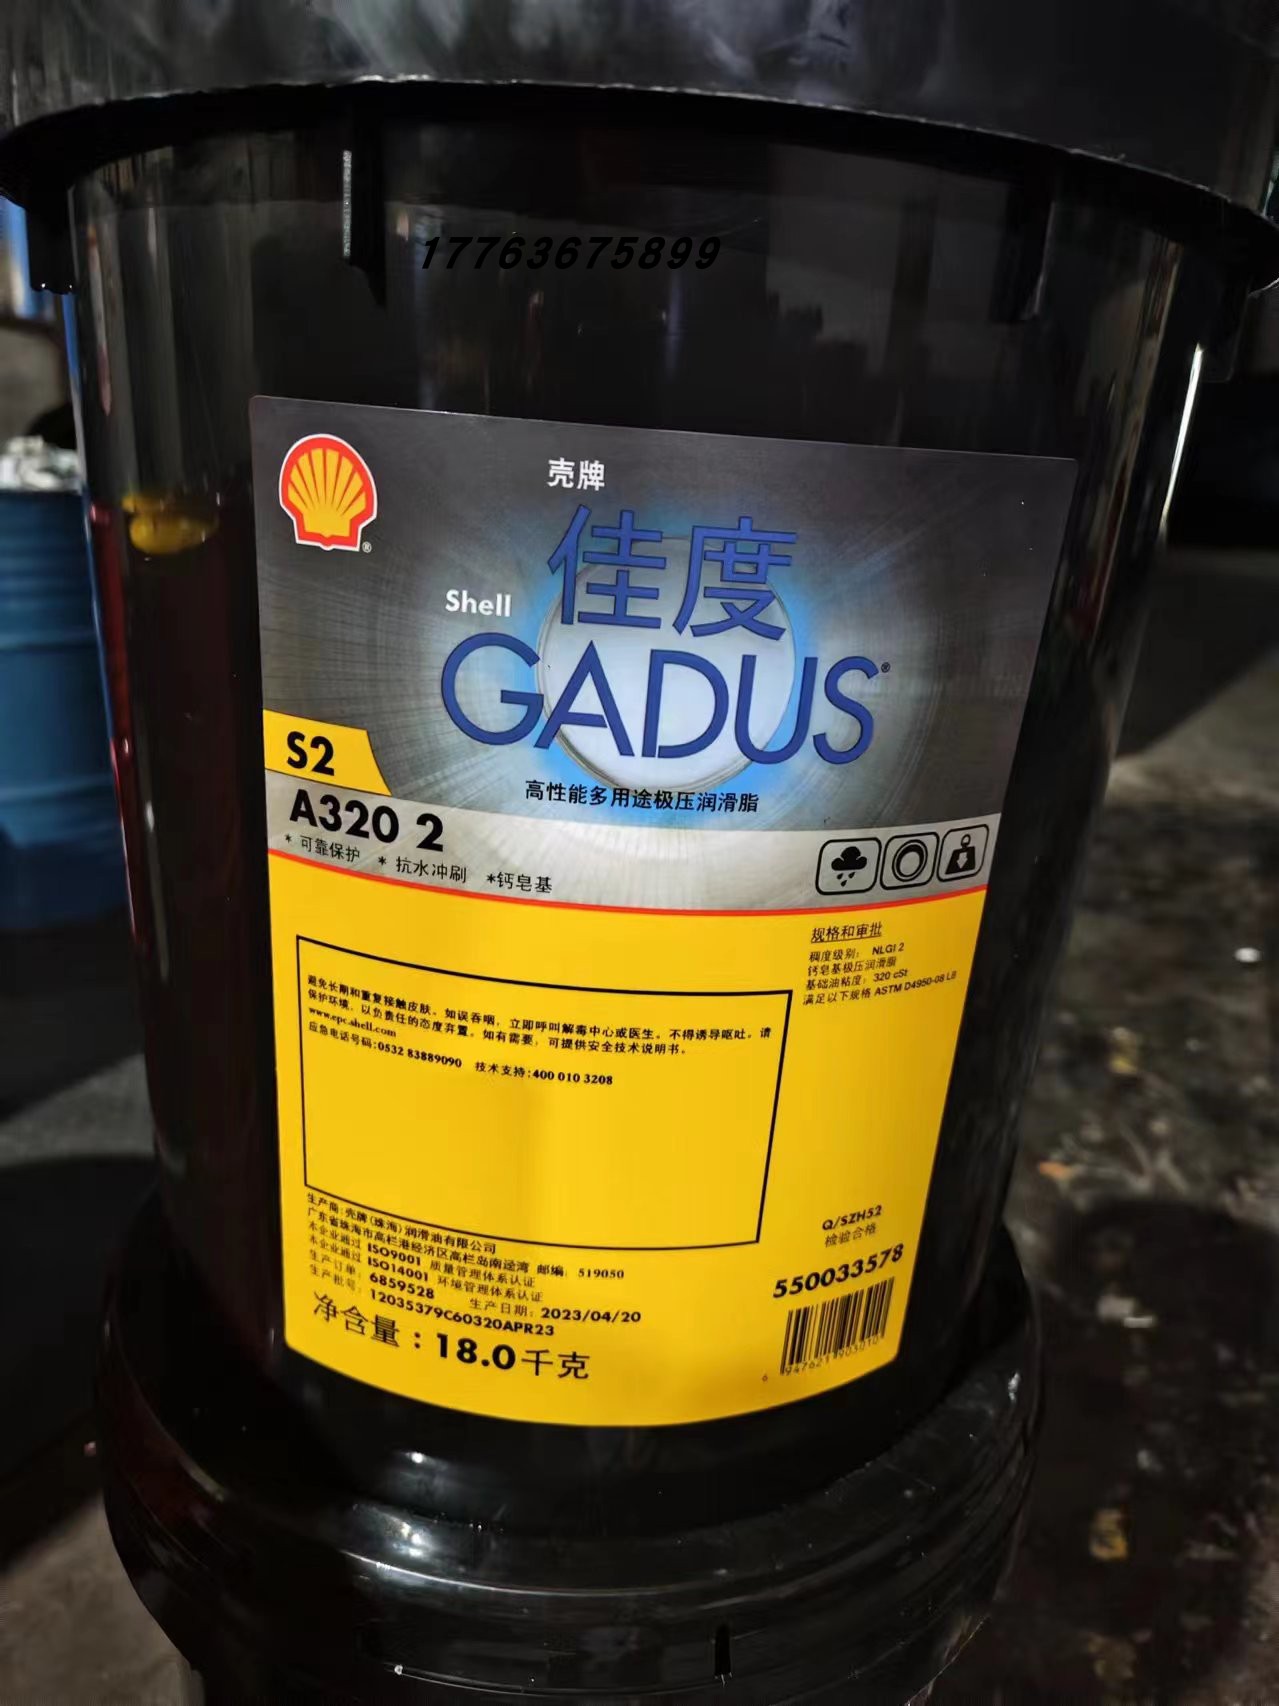 17763675899
壳牌
佳度
Shell
GADUS®
S2
高性能多用途极压润滑脂
A320 2
* 可靠保护 * 抗水冲刷 *钙皂基
规格和审批
稠度级别: NLGI 2
钙皂基极压润滑脂
基础油粘度: 320 cSt
满足以下规格 ASTM D4950-08 LB
避免长期和重复接触皮肤。如误吞咽, 立即呼叫解毒中心或医生。不得诱导呕吐。请
保护环境, 以负责任的态度弃置。如有需要, 可提供安全技术说明书。
www.epc.shell.com
应急电话号码:0532 83889090 技术支持:400 010 3208
生产商:壳牌(珠海)润滑油有限公司
广东省珠海市高栏港经济区高栏岛南迳湾 邮编: 519050
本企业通过 ISO9001 质量管理体系认证
本企业通过 ISO14001 环境管理体系认证
生产订单: 6859528 生产日期: 2023/04/20
生产批号: 12035379C60320APR23
净含量:18.0千克
Q/SZH52
检验合格
550033578
6 947621 903010